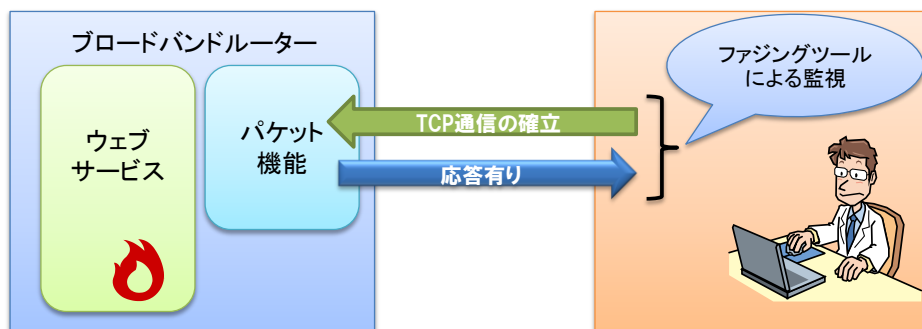 ブロードバンドルーター
ウェブ
サービス
パケット
機能
TCP通信の確立
応答有り
ファジングツール
による監視